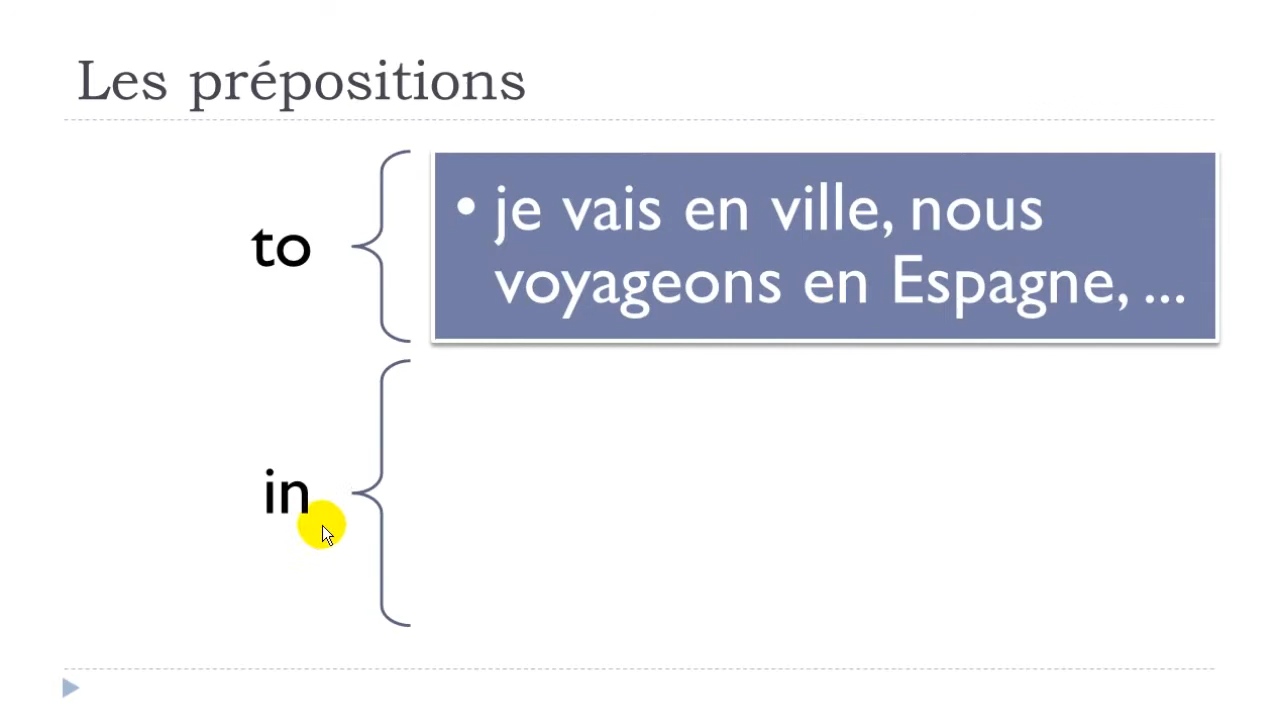 Les prépositions
to
• je vais en ville, nous
voyageons en Espagne, ...
in